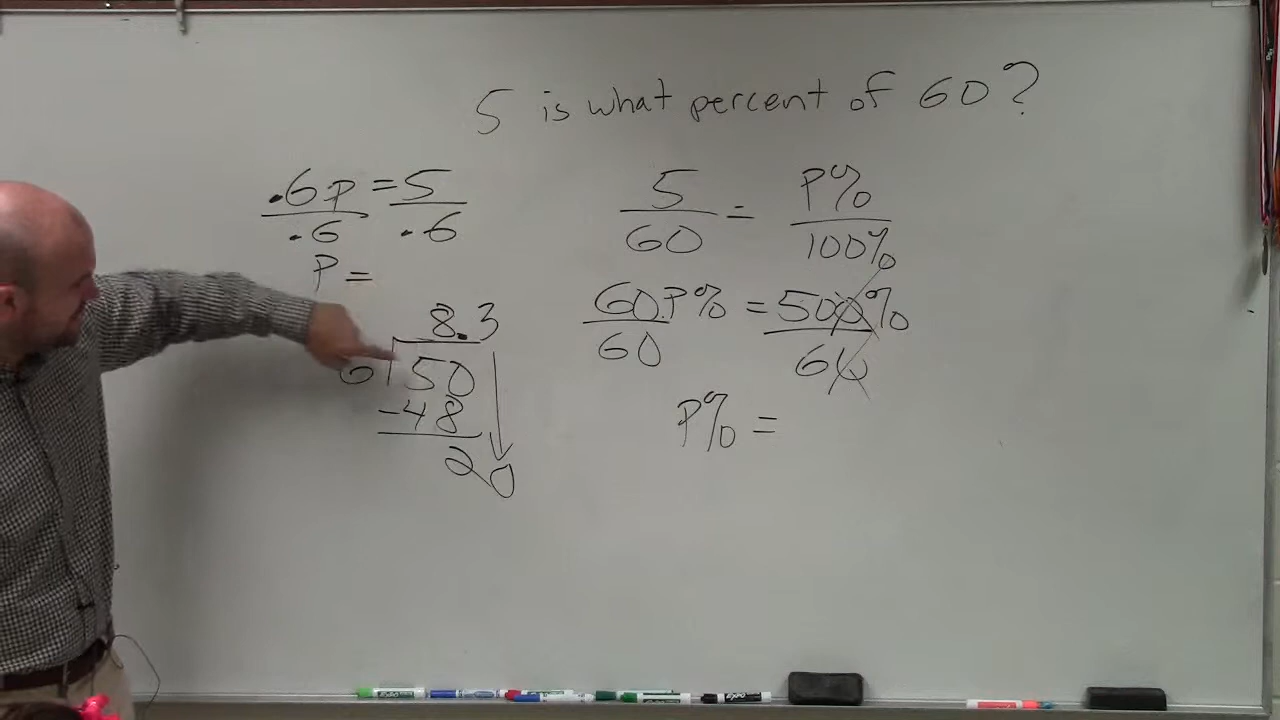 5 is what percent of 60?
.6p = 5
.6 .6
P =
8.3
6 50
-48
20
5 = P%
60 100%
60P% = 500%
60 60
P% =